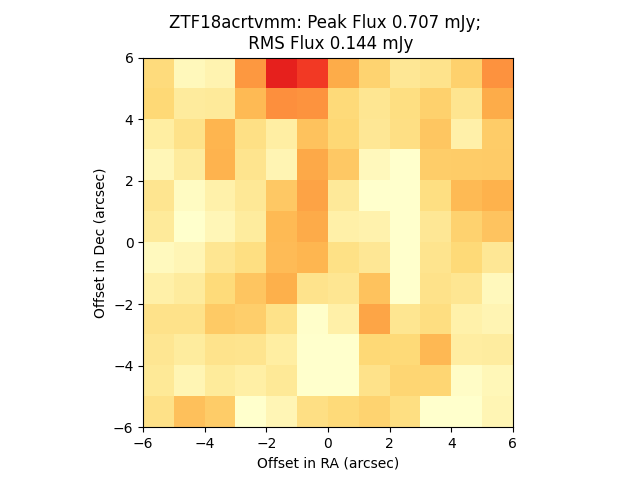 ZTF18acrtvmm: Peak Flux 0.707 mJy;
RMS Flux 0.144 mJy
6
4
2
0
−2
−4
−6
Offset in Dec (arcsec)
−6 −4 −2 0 2 4 6
Offset in RA (arcsec)